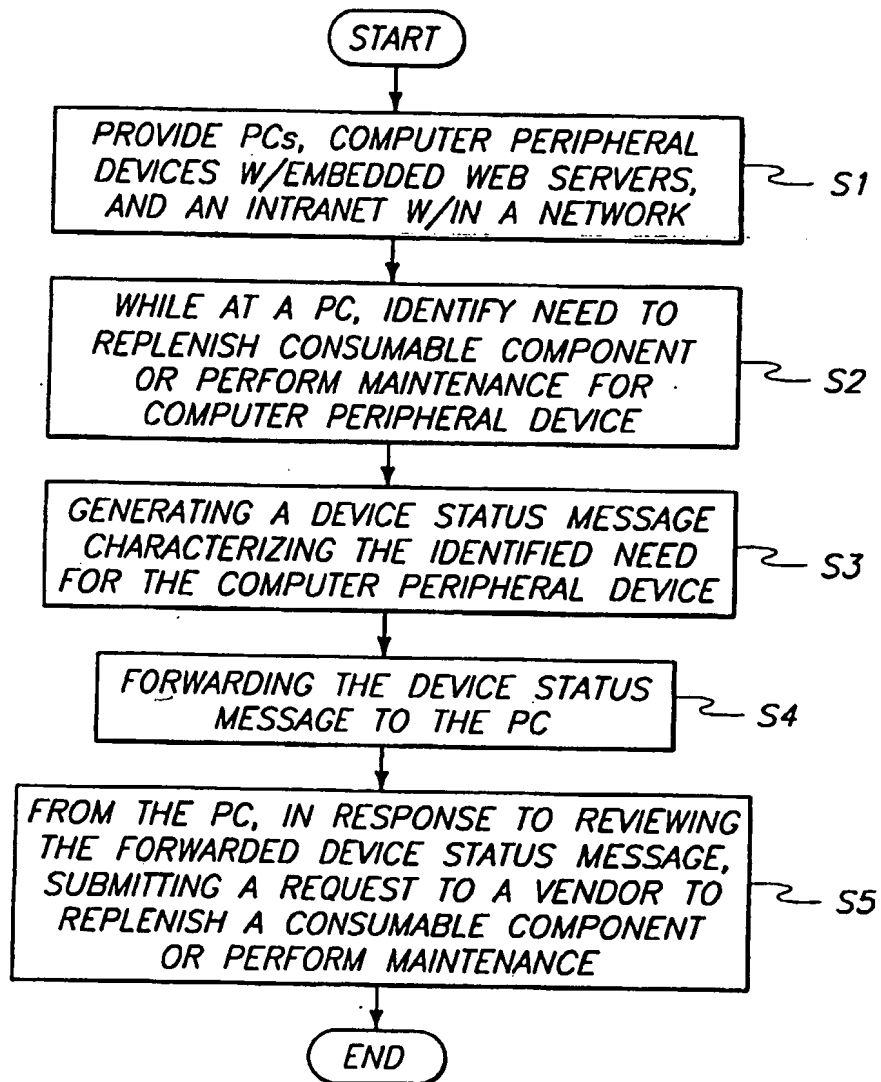 START
PROVIDE PCs, COMPUTER PERIPHERAL
DEVICES W/EMBEDDED WEB SERVERS,
AND AN INTRANET W/IN A NETWORK
S1
WHILE AT A PC, IDENTIFY NEED TO
REPLENISH CONSUMABLE COMPONENT
OR PERFORM MAINTENANCE FOR
COMPUTER PERIPHERAL DEVICE
S2
GENERATING A DEVICE STATUS MESSAGE
CHARACTERIZING THE IDENTIFIED NEED
FOR THE COMPUTER PERIPHERAL DEVICE
S3
FORWARDING THE DEVICE STATUS
MESSAGE TO THE PC
S4
FROM THE PC, IN RESPONSE TO REVIEWING
THE FORWARDED DEVICE STATUS MESSAGE,
SUBMITTING A REQUEST TO A VENDOR TO
REPLENISH A CONSUMABLE COMPONENT
OR PERFORM MAINTENANCE
S5
END